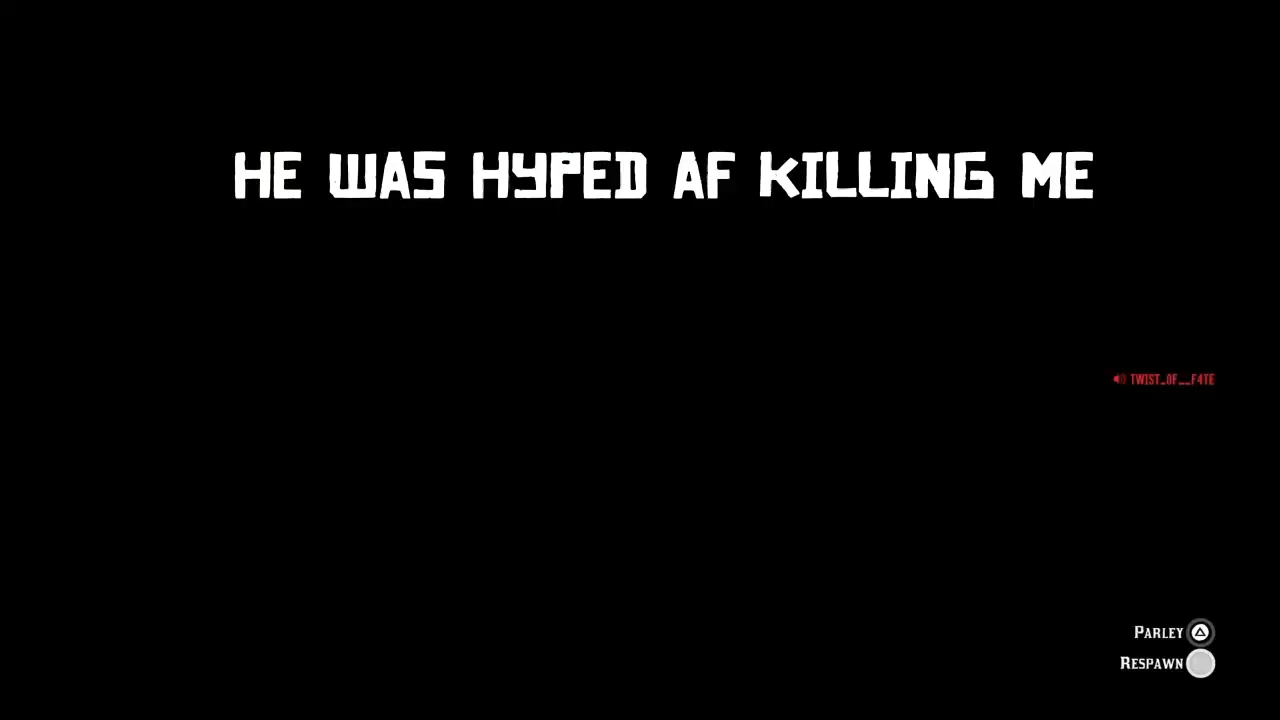 HE WAS HYPED AF KILLING ME
TWIST_OF__F4TE
PARLEY
RESPAWN